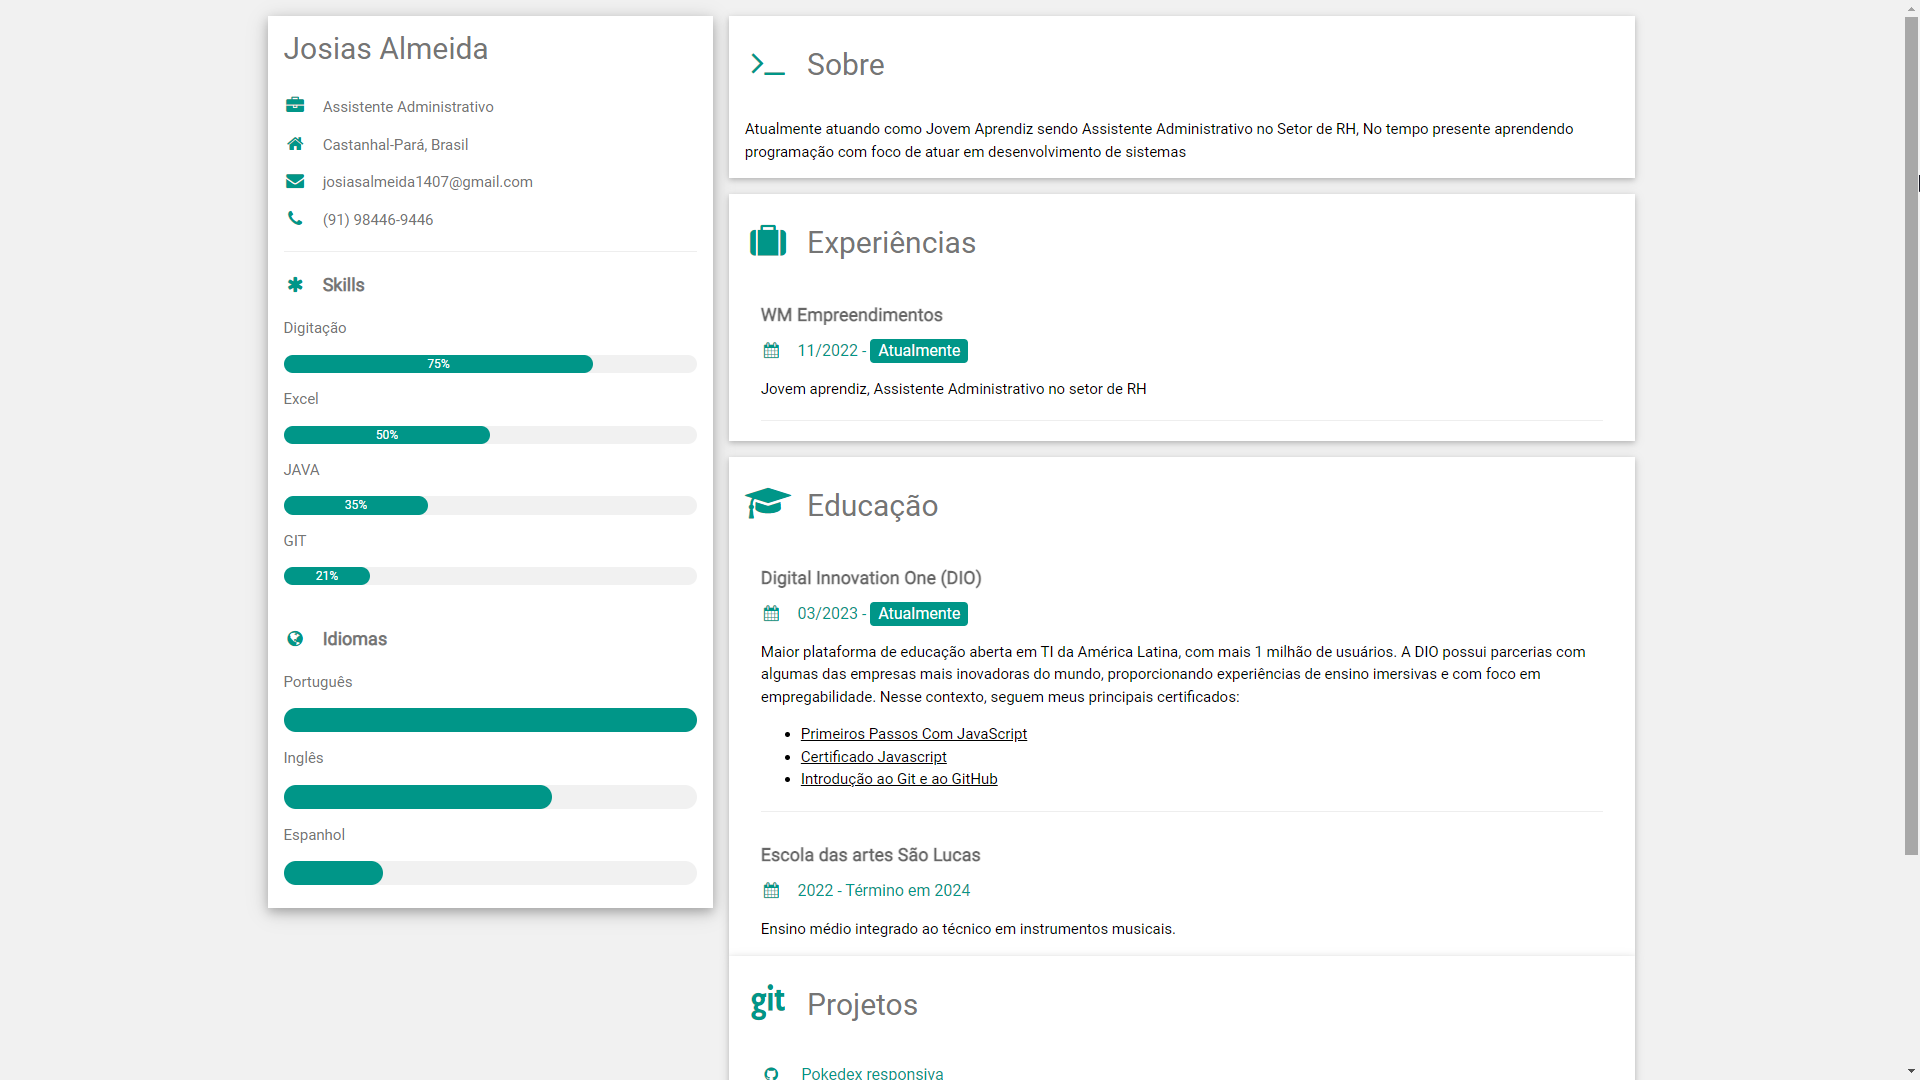 Josias Almeida
Assistente Administrativo
Castanhal-Pará, Brasil
josiasalmeida1407@gmail.com
(91) 98446-9446
Skills
Digitação
75%
Excel
50%
JAVA
35%
GIT
21%
Idiomas
Português
Inglês
Espanhol
Sobre
Atualmente atuando como Jovem Aprendiz sendo Assistente Administrativo no Setor de RH, No tempo presente aprendendo
programação com foco de atuar em desenvolvimento de sistemas
Experiências
WM Empreendimentos
11/2022 - Atualmente
Jovem aprendiz, Assistente Administrativo no setor de RH
Educação
Digital Innovation One (DIO)
03/2023 - Atualmente
Maior plataforma de educação aberta em TI da América Latina, com mais 1 milhão de usuários. A DIO possui parcerias com
algumas das empresas mais inovadoras do mundo, proporcionando experiências de ensino imersivas e com foco em
empregabilidade. Nesse contexto, seguem meus principais certificados:
Primeiros Passos Com JavaScript
Certificado Javascript
Introdução ao Git e ao GitHub
Escola das artes São Lucas
2022 - Término em 2024
Ensino médio integrado ao técnico em instrumentos musicais.
git Projetos
Pokedex responsiva